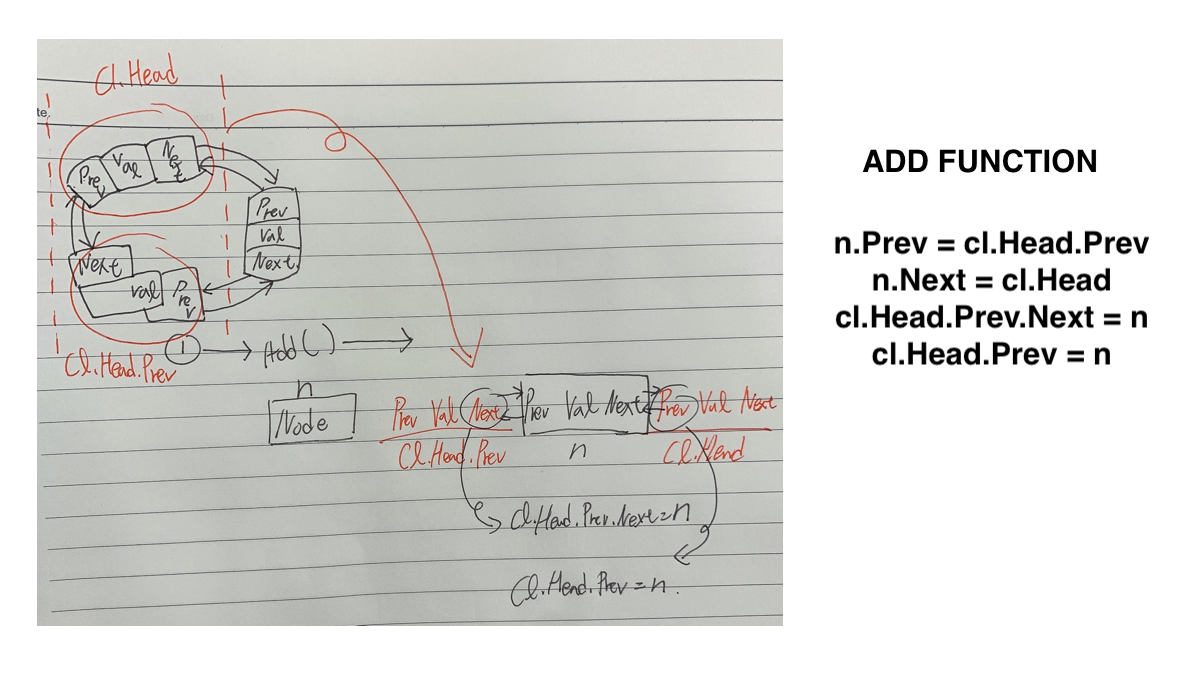 Cl.Head
te.
Prev Val Next
Prev
Val
Next
Next
Val Prev
Cl.Head.Prev
1 Add( )
n
Node
Prev Val Next Prev Val Next Prev Val Next
Cl.Head.Prev n Cl.Head
Cl.Head.Prev.Next=n
Cl.Head.Prev=n.
ADD FUNCTION
n.Prev = cl.Head.Prev
n.Next = cl.Head
cl.Head.Prev.Next = n
cl.Head.Prev = n